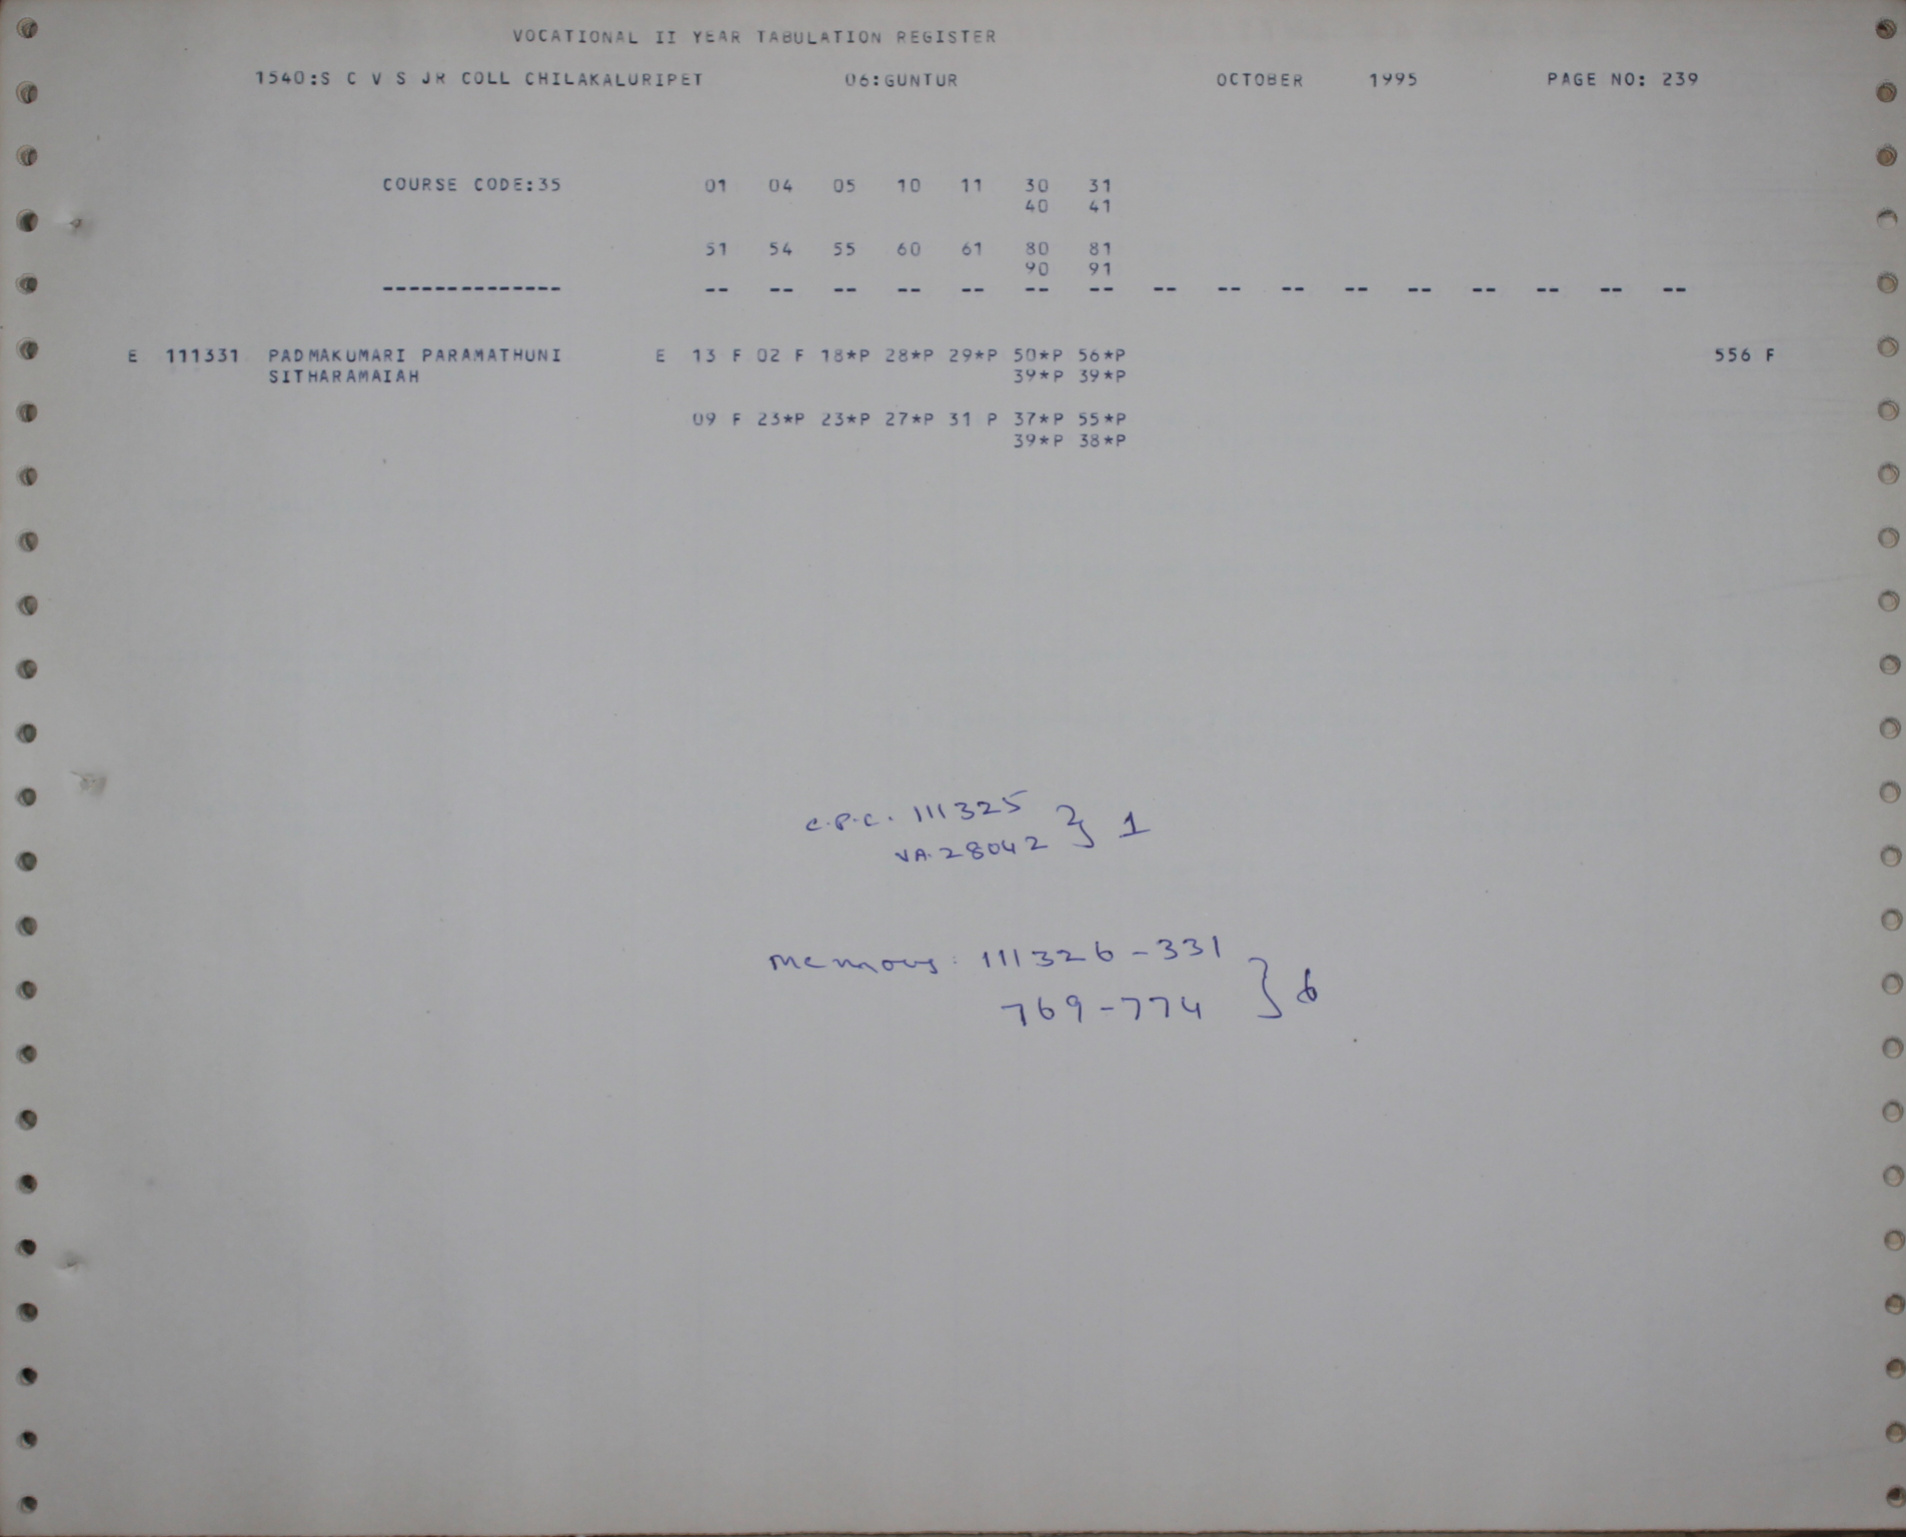 VOCATIONAL II YEAR TABULATION REGISTER
1540:S C V S JR COLL CHILAKALURIPET 06:GUNTUR OCTOBER 1995 PAGE NO: 239
COURSE CODE:35 01 04 05 10 11 30 31
40 41
51 54 55 60 61 80 81
90 91
-------------- -- -- -- -- -- -- -- -- -- -- -- -- -- -- -- --
E 111331 PADMAKUMARI PARAMATHUNI E 13 F 02 F 18*P 28*P 29*P 50*P 56*P 556 F
SITHARAMAIAH 39*P 39*P
09 F 23*P 23*P 27*P 31 P 37*P 55*P
39*P 38*P
C.P.C. 111325 } 1
VA.28042
111326-331 } 6
769-774